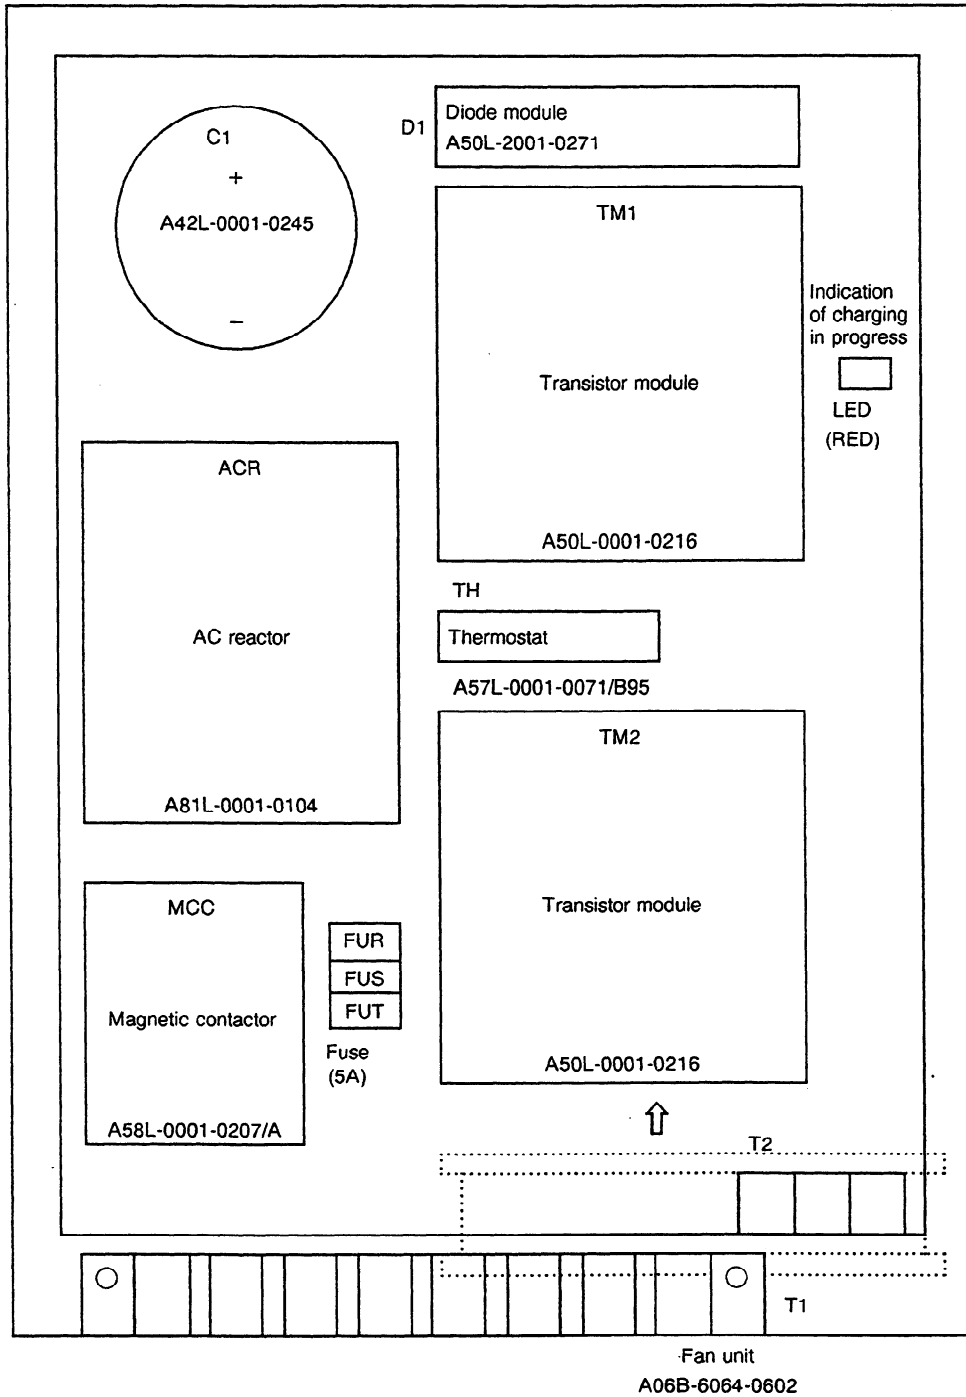 C1
+
A42L-0001-0245
−
D1
Diode module
A50L-2001-0271
TM1
Transistor module
A50L-0001-0216
Indication
of charging
in progress
LED
(RED)
ACR
AC reactor
A81L-0001-0104
TH
Thermostat
A57L-0001-0071/B95
TM2
Transistor module
A50L-0001-0216
MCC
Magnetic contactor
A58L-0001-0207/A
FUR
FUS
FUT
Fuse
(5A)
T2
T1
Fan unit
A06B-6064-0602